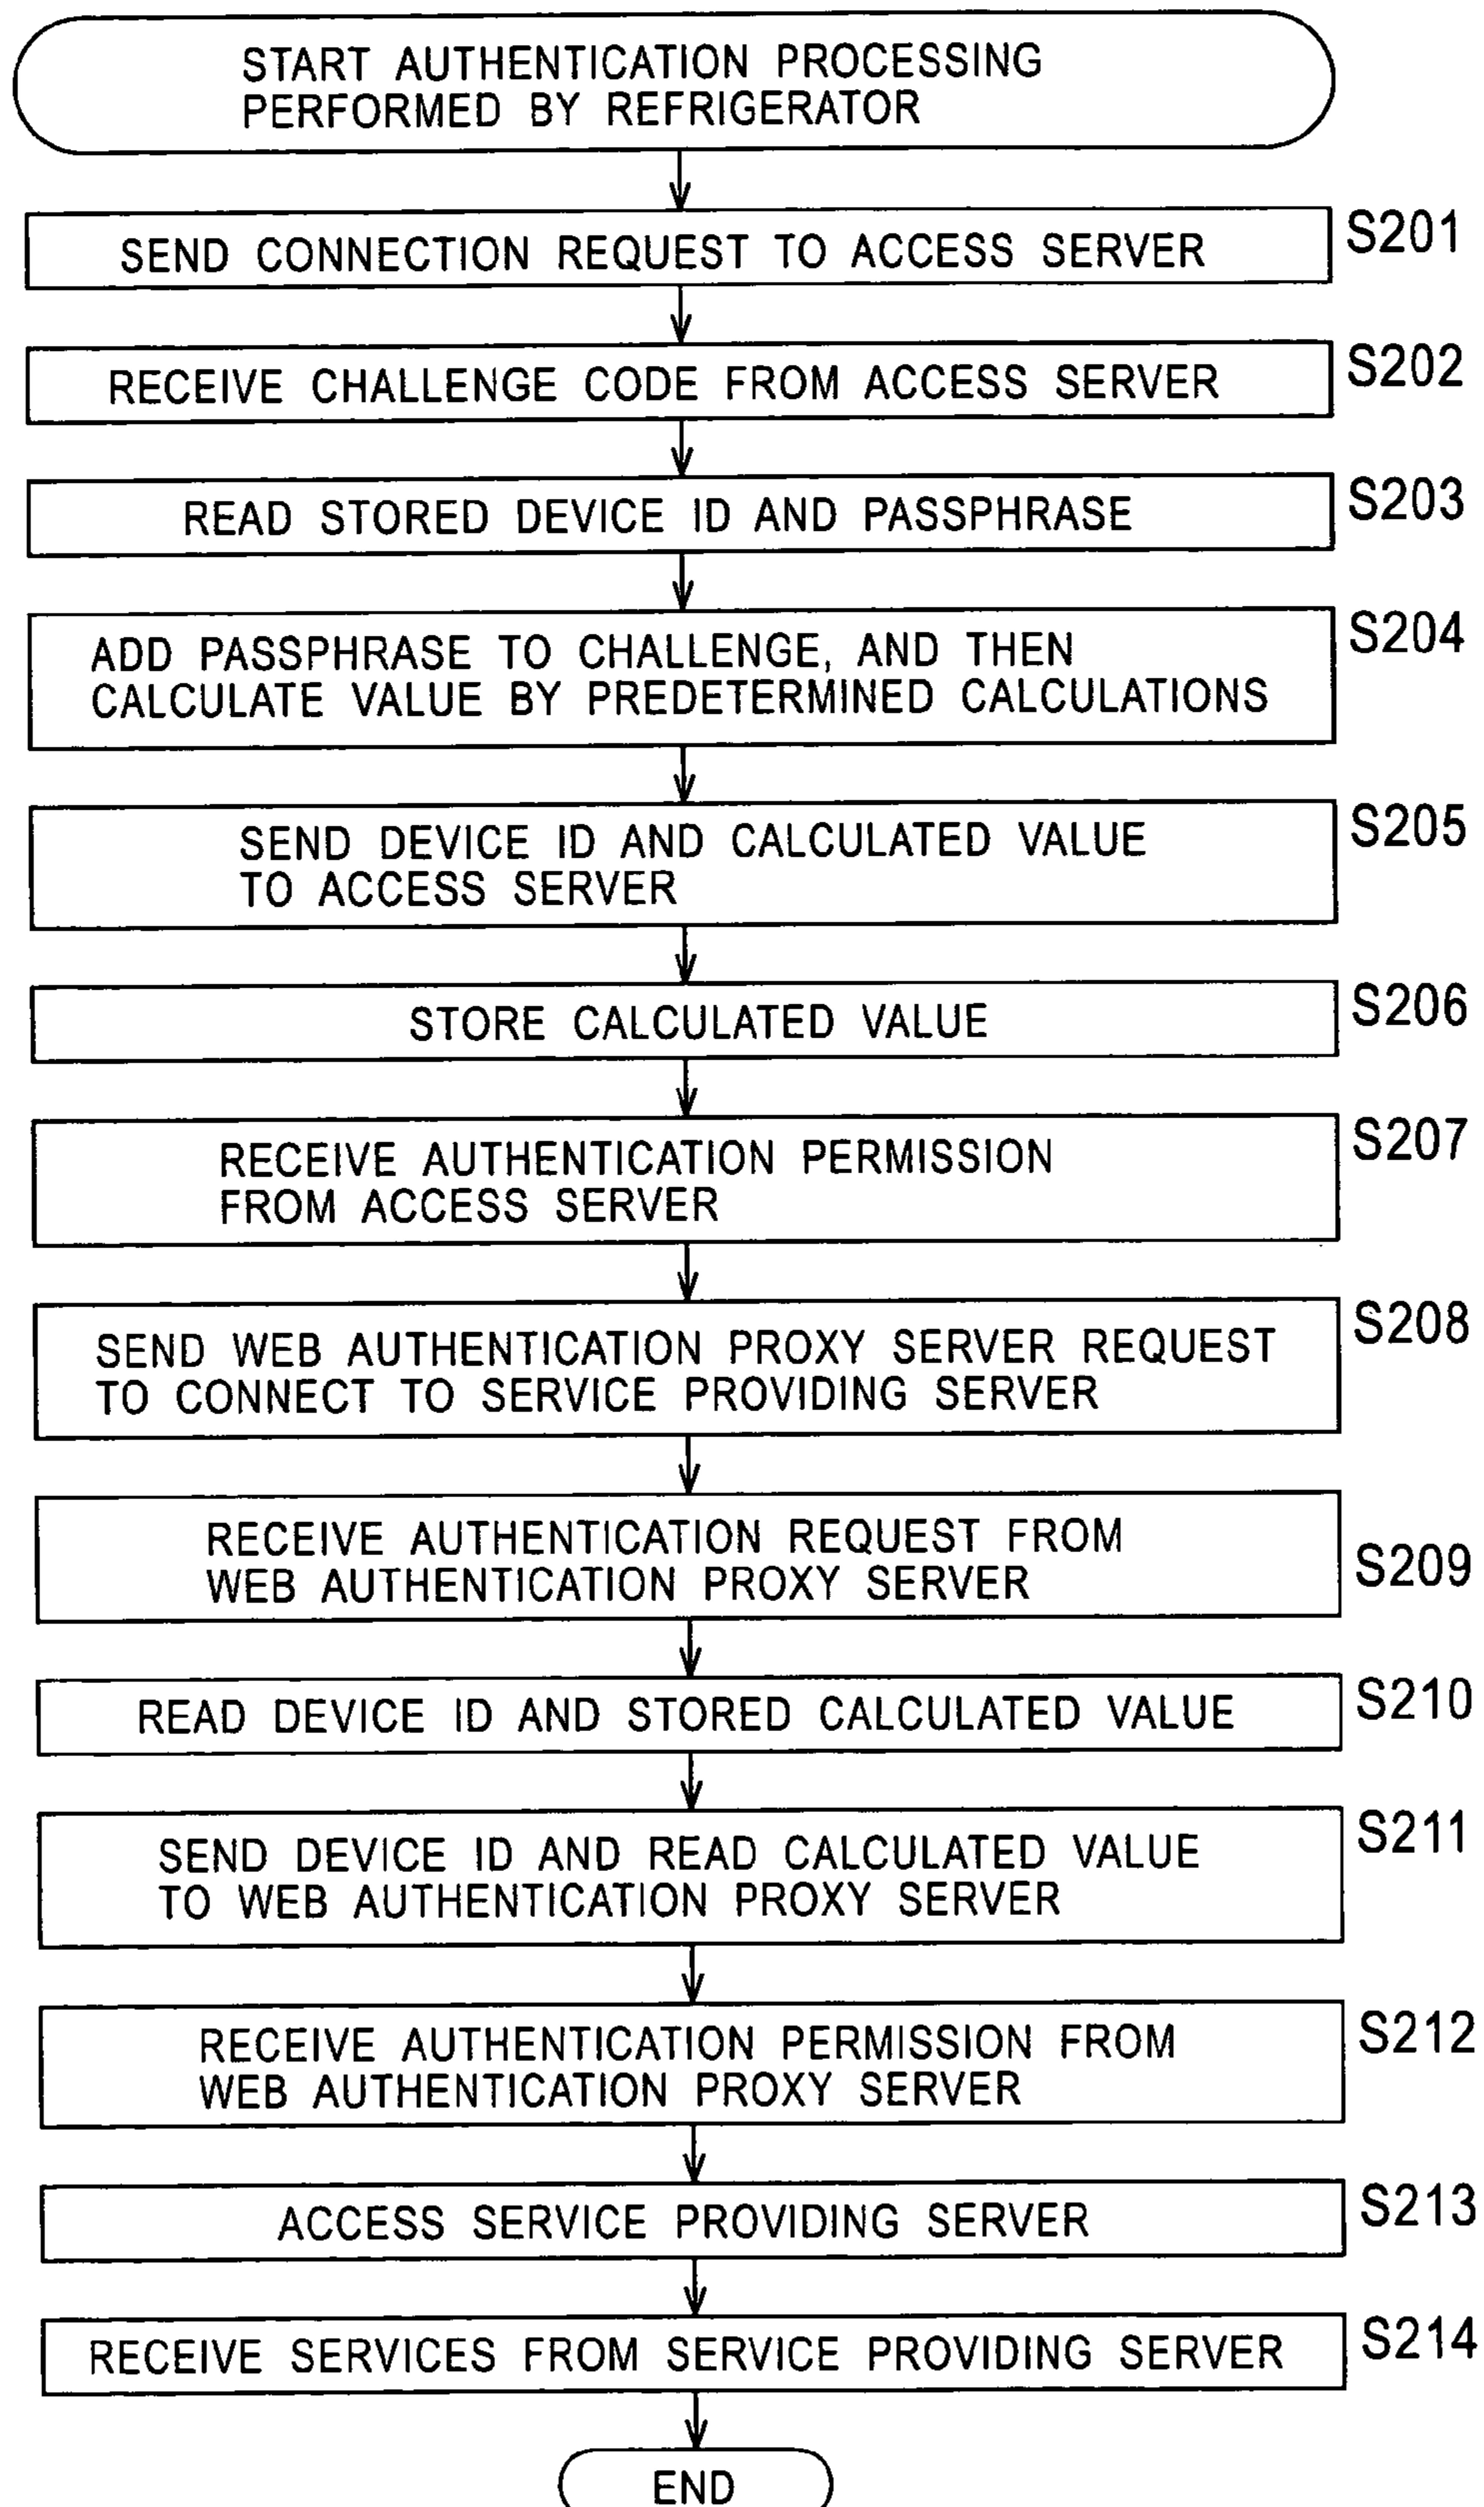 START AUTHENTICATION PROCESSING
PERFORMED BY REFRIGERATOR
SEND CONNECTION REQUEST TO ACCESS SERVER
S201
RECEIVE CHALLENGE CODE FROM ACCESS SERVER
S202
READ STORED DEVICE ID AND PASSPHRASE
S203
ADD PASSPHRASE TO CHALLENGE, AND THEN
CALCULATE VALUE BY PREDETERMINED CALCULATIONS
S204
SEND DEVICE ID AND CALCULATED VALUE
TO ACCESS SERVER
S205
STORE CALCULATED VALUE
S206
RECEIVE AUTHENTICATION PERMISSION
FROM ACCESS SERVER
S207
SEND WEB AUTHENTICATION PROXY SERVER REQUEST
TO CONNECT TO SERVICE PROVIDING SERVER
S208
RECEIVE AUTHENTICATION REQUEST FROM
WEB AUTHENTICATION PROXY SERVER
S209
READ DEVICE ID AND STORED CALCULATED VALUE
S210
SEND DEVICE ID AND READ CALCULATED VALUE
TO WEB AUTHENTICATION PROXY SERVER
S211
RECEIVE AUTHENTICATION PERMISSION FROM
WEB AUTHENTICATION PROXY SERVER
S212
ACCESS SERVICE PROVIDING SERVER
S213
RECEIVE SERVICES FROM SERVICE PROVIDING SERVER
S214
END